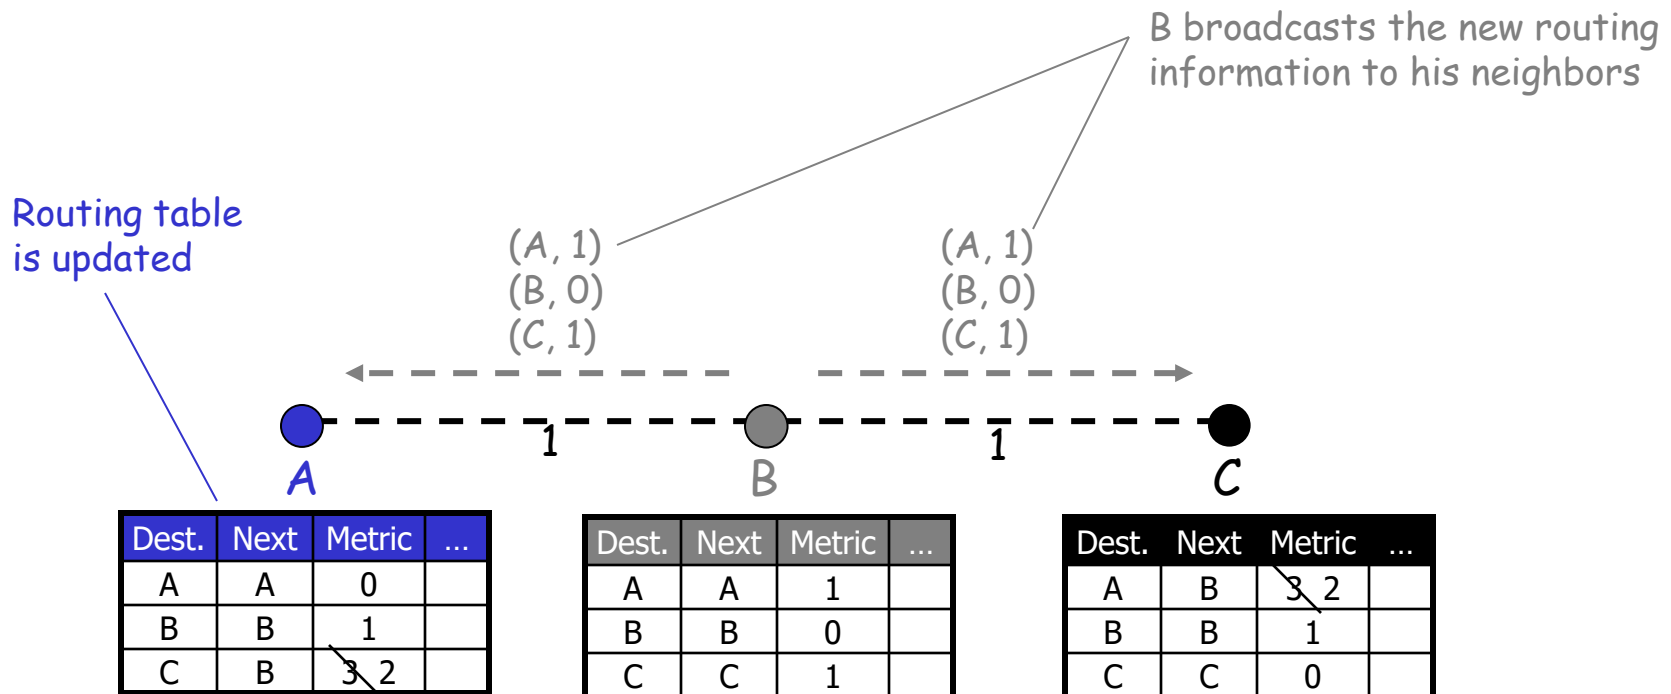 B broadcasts the new routing
information to his neighbors
Routing table
is updated
(A, 1)
(B, 0)
(C, 1)
(A, 1)
(B, 0)
(C, 1)
1
1
A
B
C
Dest. Next Metric ...
A A 0
B B 1
C B 3 2
Dest. Next Metric ...
A A 1
B B 0
C C 1
Dest. Next Metric ...
A B 3 2
B B 1
C C 0